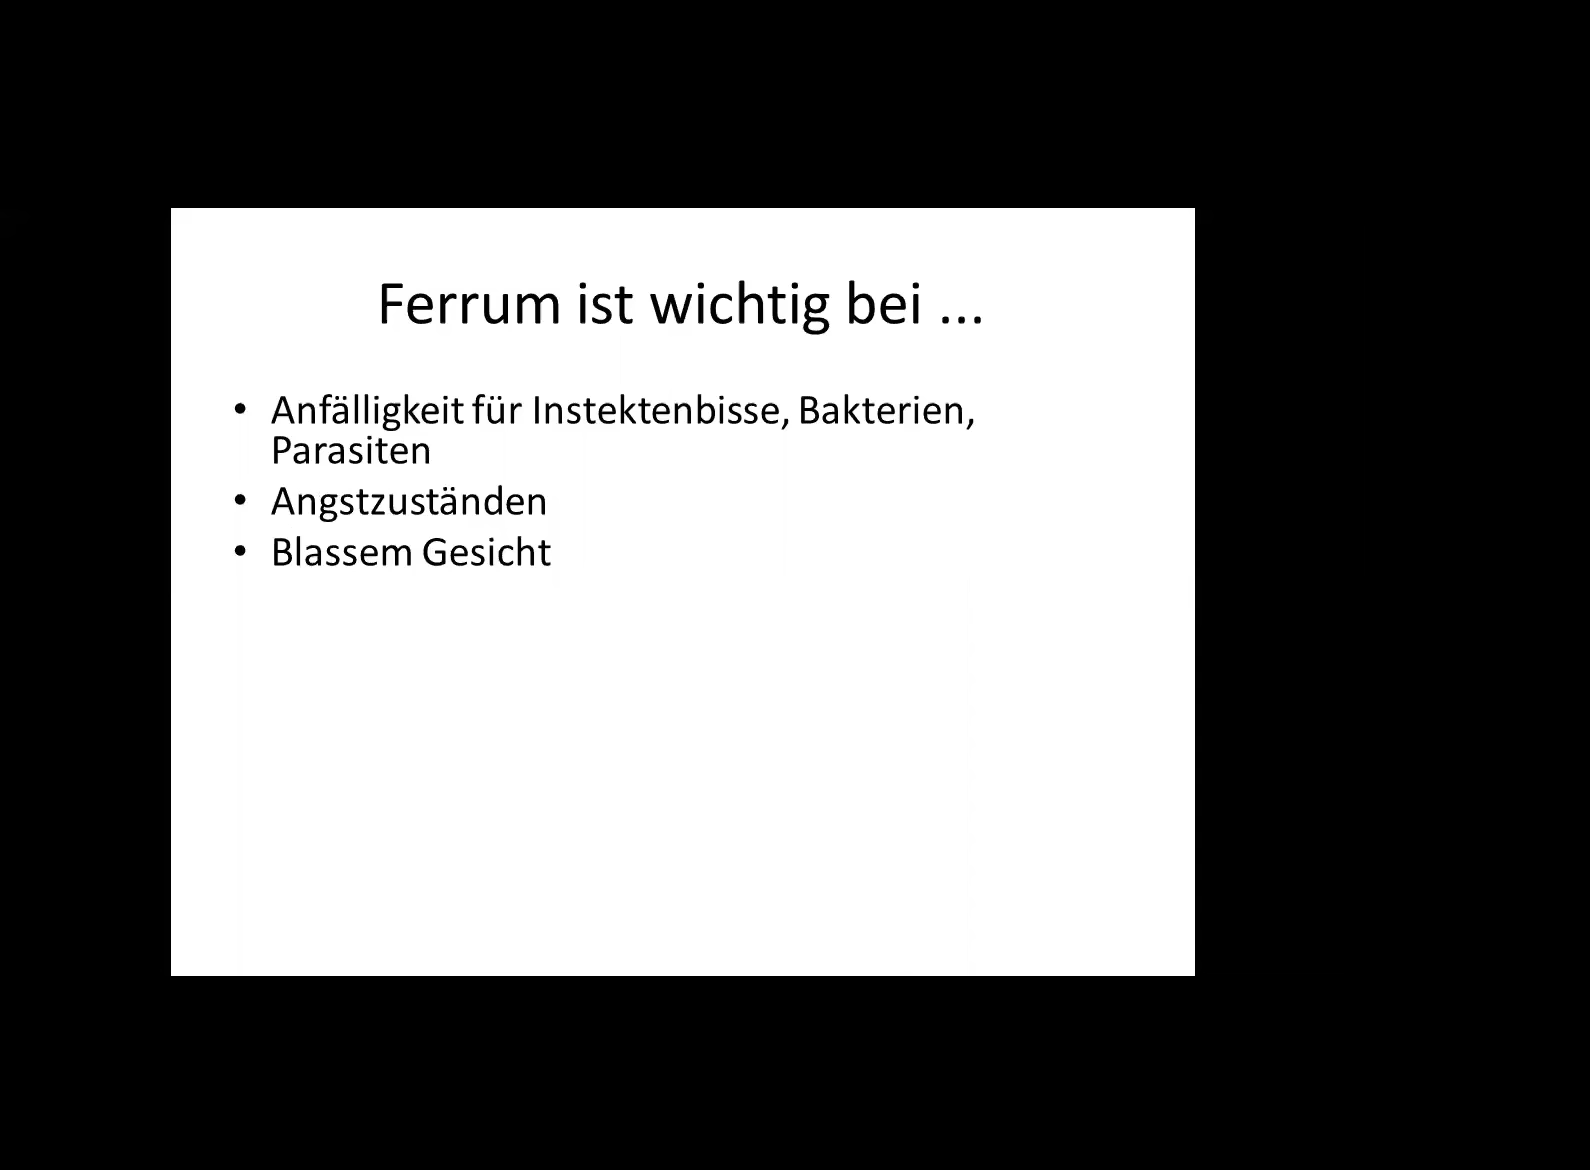 Ferrum ist wichtig bei ...
• Anfälligkeit für Instektenbisse, Bakterien,
Parasiten
• Angstzuständen
• Blassem Gesicht